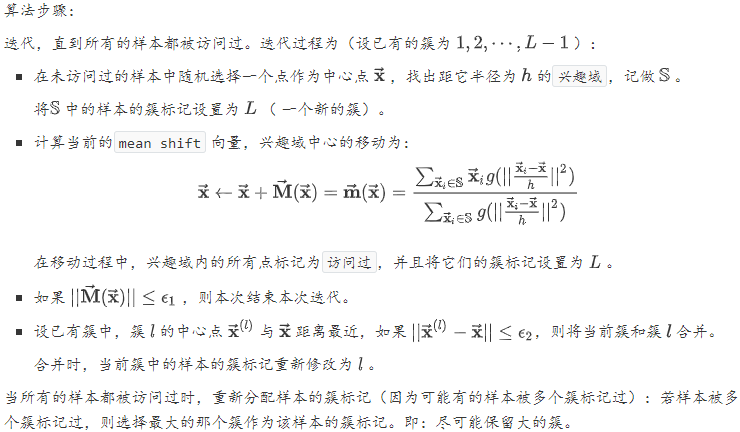 算法步骤：
迭代，直到所有的样本都被访问过。迭代过程为（设已有的簇为 1, 2, ⋯, L − 1）：
在未访问过的样本中随机选择一个点作为中心点 $\vec{\mathbf{x}}$，找出距它半径为 h 的 兴趣域，记做 $\mathbb{S}$。
将 $\mathbb{S}$ 中的样本的簇标记设置为 L（一个新的簇）。
计算当前的 mean shift 向量，兴趣域中心的移动为：
$\vec{\mathbf{x}} \leftarrow \vec{\mathbf{x}} + \vec{\mathbf{M}}(\vec{\mathbf{x}}) = \vec{\mathbf{m}}(\vec{\mathbf{x}}) = \frac{\sum_{\vec{\mathbf{x}}_i \in \mathbb{S}} \vec{\mathbf{x}}_i g(||\frac{\vec{\mathbf{x}}_i - \vec{\mathbf{x}}}{h}||^2)}{\sum_{\vec{\mathbf{x}}_i \in \mathbb{S}} g(||\frac{\vec{\mathbf{x}}_i - \vec{\mathbf{x}}}{h}||^2)}$
在移动过程中，兴趣域内的所有点标记为 访问过，并且将它们的簇标记设置为 L。
如果 $||\vec{\mathbf{M}}(\vec{\mathbf{x}})|| \le \epsilon_1$，则本次结束本次迭代。
设已有簇中，簇 l 的中心点 $\vec{\mathbf{x}}^{(l)}$ 与 $\vec{\mathbf{x}}$ 距离最近，如果 $||\vec{\mathbf{x}}^{(l)} - \vec{\mathbf{x}}|| \le \epsilon_2$，则将当前簇和簇 l 合并。
合并时，当前簇中的样本的簇标记重新修改为 l。
当所有的样本都被访问过时，重新分配样本的簇标记（因为可能有的样本被多个簇标记过）：若样本被多
个簇标记过，则选择最大的那个簇作为该样本的簇标记。即：尽可能保留大的簇。